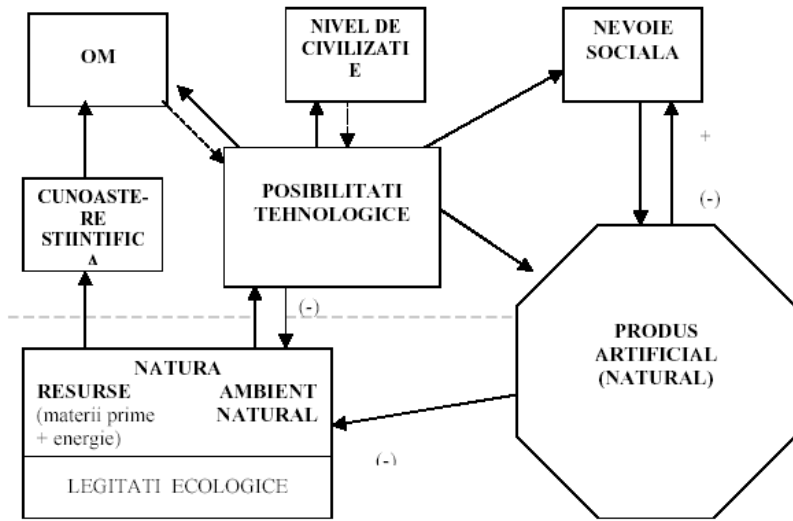 OM
NIVEL DE
CIVILIZATI
E
NEVOIE
SOCIALA
CUNOASTE-
RE
STIINTIFIC
A
POSIBILITATI
TEHNOLOGICE
+
(-)
(-)
PRODUS
ARTIFICIAL
(NATURAL)
NATURA
RESURSE AMBIENT
(materii prime NATURAL
+ energie)
(-)
LEGITATI ECOLOGICE